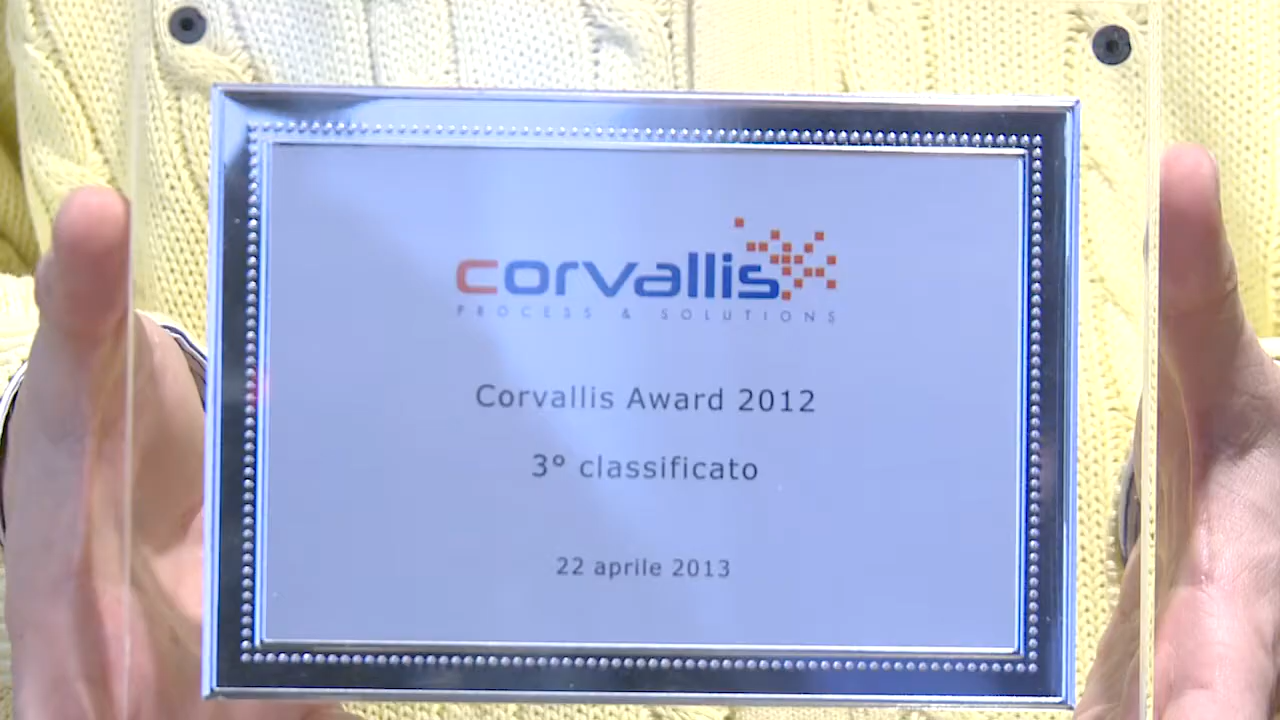 corvallis
PROCESS & SOLUTIONS
Corvallis Award 2012
3° classificato
22 aprile 2013